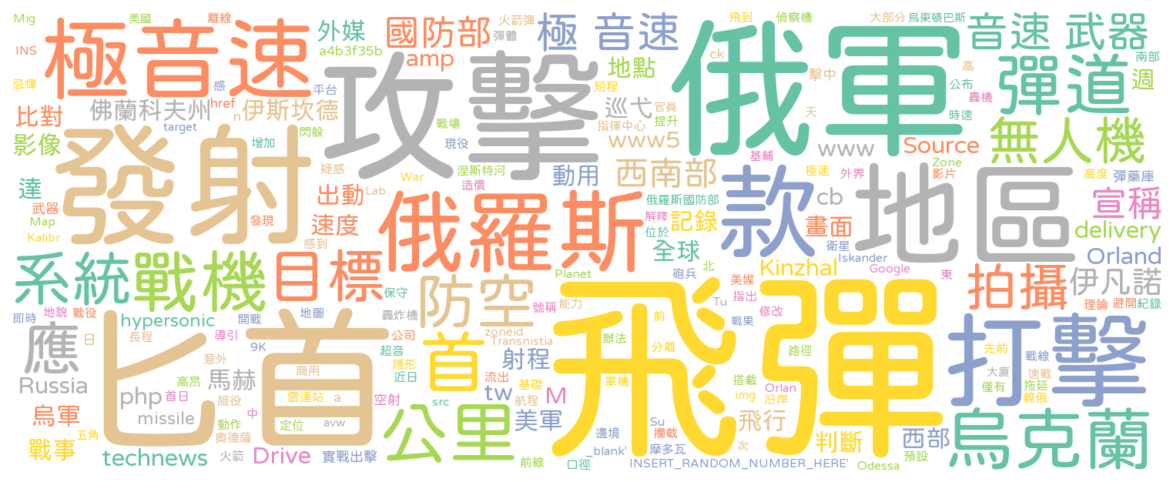 Mig 美國 離線 火箭彈 大部分 烏東頓巴斯
極音速 外媒 國防部 彈體 極 音速 飛到 偵察機 俄軍 音速 武器
INS a4b3f35b amp 攻擊 地點 ck 擊中 高 彈道 南部
忌憚 感 平台 短程 官員 公布 轟機 週
佛蘭科夫州 href 伊斯坎德 巡弋 指揮中心 提升 天 時速
比對 n 戰場 www5 www Source 無人機
影像 target 增加 閃躲 現役 基輔 極速 外界 Zone 影片
發射 疑惑 War 涅斯特河 西南部 款 地區 高度 彈藥庫
達 出動 Lab 造價 動用 俄羅斯國防部 cb 宣稱
武器 發現 速度 俄羅斯 解釋 記錄 畫面 delivery
Map 位於
Kalibr 感到 全球 衛星 Iskander Orland
系統 戰機 目標 防空 Planet 北 砲兵 Kinzhal Google 東 拍攝 伊凡諾
保守 美媒 指出
即時 地貌 戰役 轟炸機 號稱 能力 Tu 修改 理論 避開 紀錄
hypersonic 開戰 地圖 飛彈 前 戰果
應 日 長程 匕首 導引 公司 zoneid Transnistria 辦法 分離 路徑 打擊 先前 戰線
9K 超音 首 射程
意外 商用 隱形 近日 流出 基礎 軍機 搭載 大廈 速戰
Russia 高昂 馬赫 tw M Orlan 僅有 拖延
php 首日 服役 雷達站 a 空射 src 航程 img 沿岸 親俄
烏軍 missile 中 動作 定位 avw 公里 美軍 邊境 Su 飛行 烏克蘭
奧德薩 攔截 次 判斷 西部
戰事 五角 火箭 前線 _blank' 摩多瓦 預設
technews Drive 實戰出擊 口徑 INSERT_RANDOM_NUMBER_HERE' Odessa